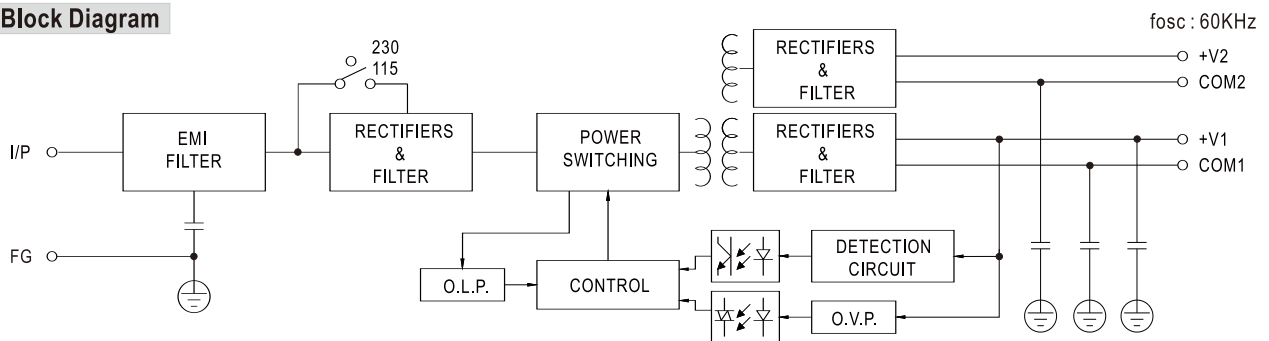 Block Diagram
fosc : 60KHz
230
115
RECTIFIERS
&
FILTER
+V2
COM2
I/P
EMI
FILTER
RECTIFIERS
&
FILTER
POWER
SWITCHING
RECTIFIERS
&
FILTER
+V1
COM1
FG
O.L.P.
CONTROL
DETECTION
CIRCUIT
O.V.P.